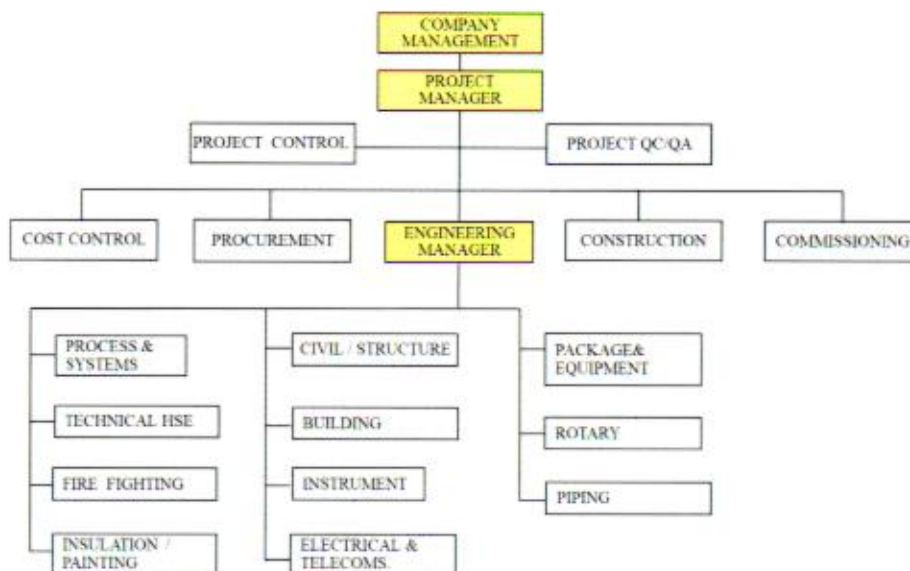 COMPANY
MANAGEMENT
PROJECT
MANAGER
PROJECT CONTROL
PROJECT QC/QA
COST CONTROL
PROCUREMENT
ENGINEERING
MANAGER
CONSTRUCTION
COMMISSIONING
PROCESS &
SYSTEMS
TECHNICAL HSE
FIRE FIGHTING
INSULATION /
PAINTING
CIVIL / STRUCTURE
BUILDING
INSTRUMENT
ELECTRICAL &
TELECOMS.
PACKAGE&
EQUIPMENT
ROTARY
PIPING